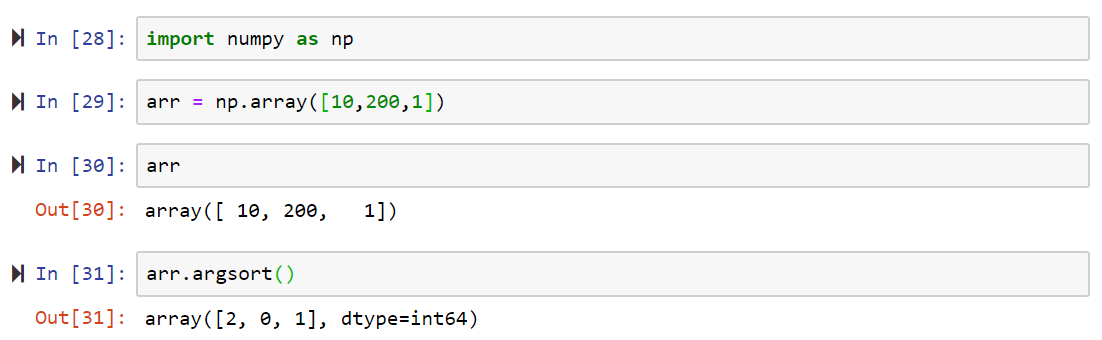 In [28]: import numpy as np
In [29]: arr = np.array([10,200,1])
In [30]: arr
Out[30]: array([ 10, 200,   1])
In [31]: arr.argsort()
Out[31]: array([2, 0, 1], dtype=int64)